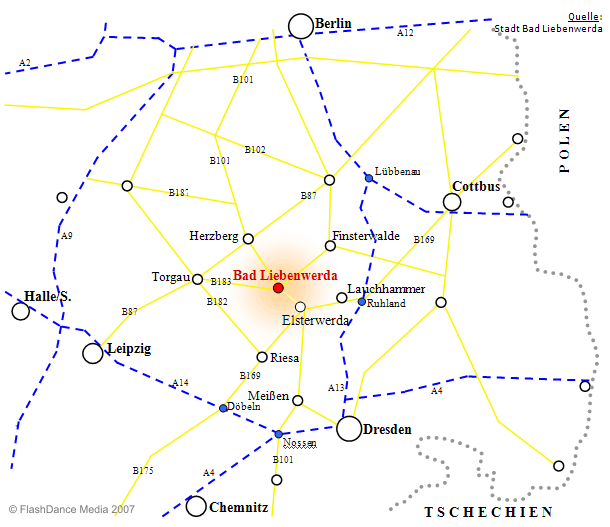 Quelle:
Stadt Bad Liebenwerda
Berlin
A12
A2
B101
POLEN
B102
B101
Lübbenau
B187
Cottbus
B87
A9
Herzberg
Finsterwalde
B169
Bad Liebenwerda
Torgau
B183
Lauchhammer
Halle/S.
B182
Ruhland
B87
Elsterwerda
Leipzig
Riesa
B169
A14
A13
A4
Meißen
Döbeln
Dresden
Nossen
B101
A4
B175
Chemnitz
© FlashDance Media 2007
TSCHECHIEN